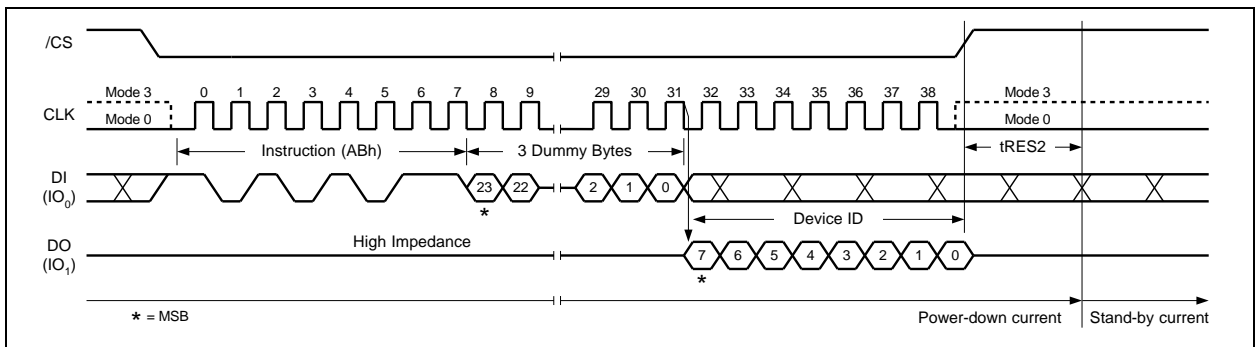 /CS
Mode 3 0 1 2 3 4 5 6 7 8 9 29 30 31 32 33 34 35 36 37 38 Mode 3
CLK
Mode 0 Mode 0
Instruction (ABh) 3 Dummy Bytes tRES2
DI
(IO0)
23 22 2 1 0
*
Device ID
DO
(IO1)
High Impedance
7 6 5 4 3 2 1 0
*
* = MSB
Power-down current Stand-by current